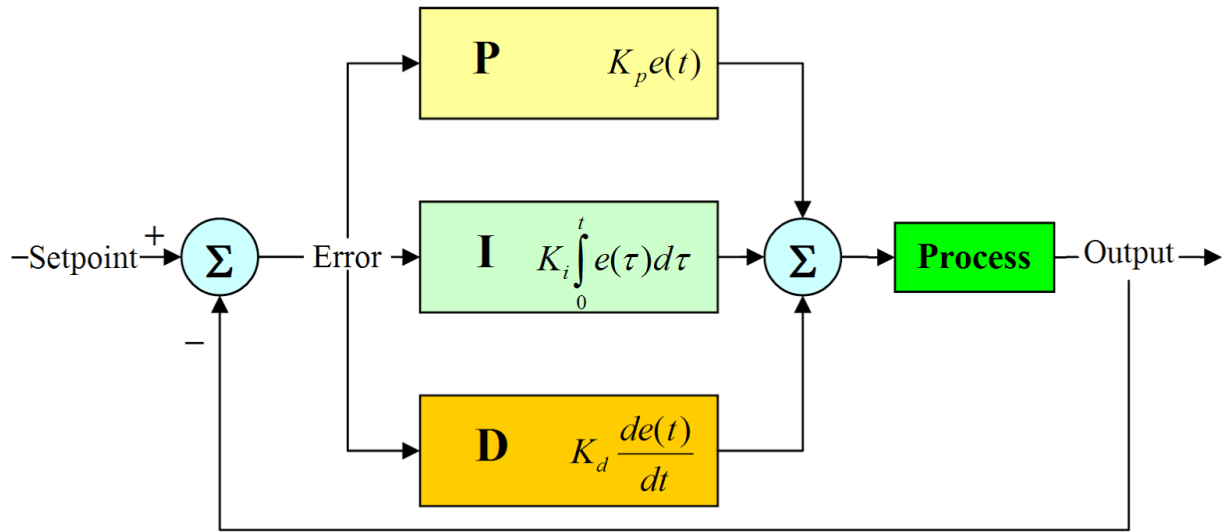 P K_p e(t)
Setpoint + Σ Error I K_i ∫_0^t e(τ)dτ Σ Process Output
−
D K_d de(t)/dt